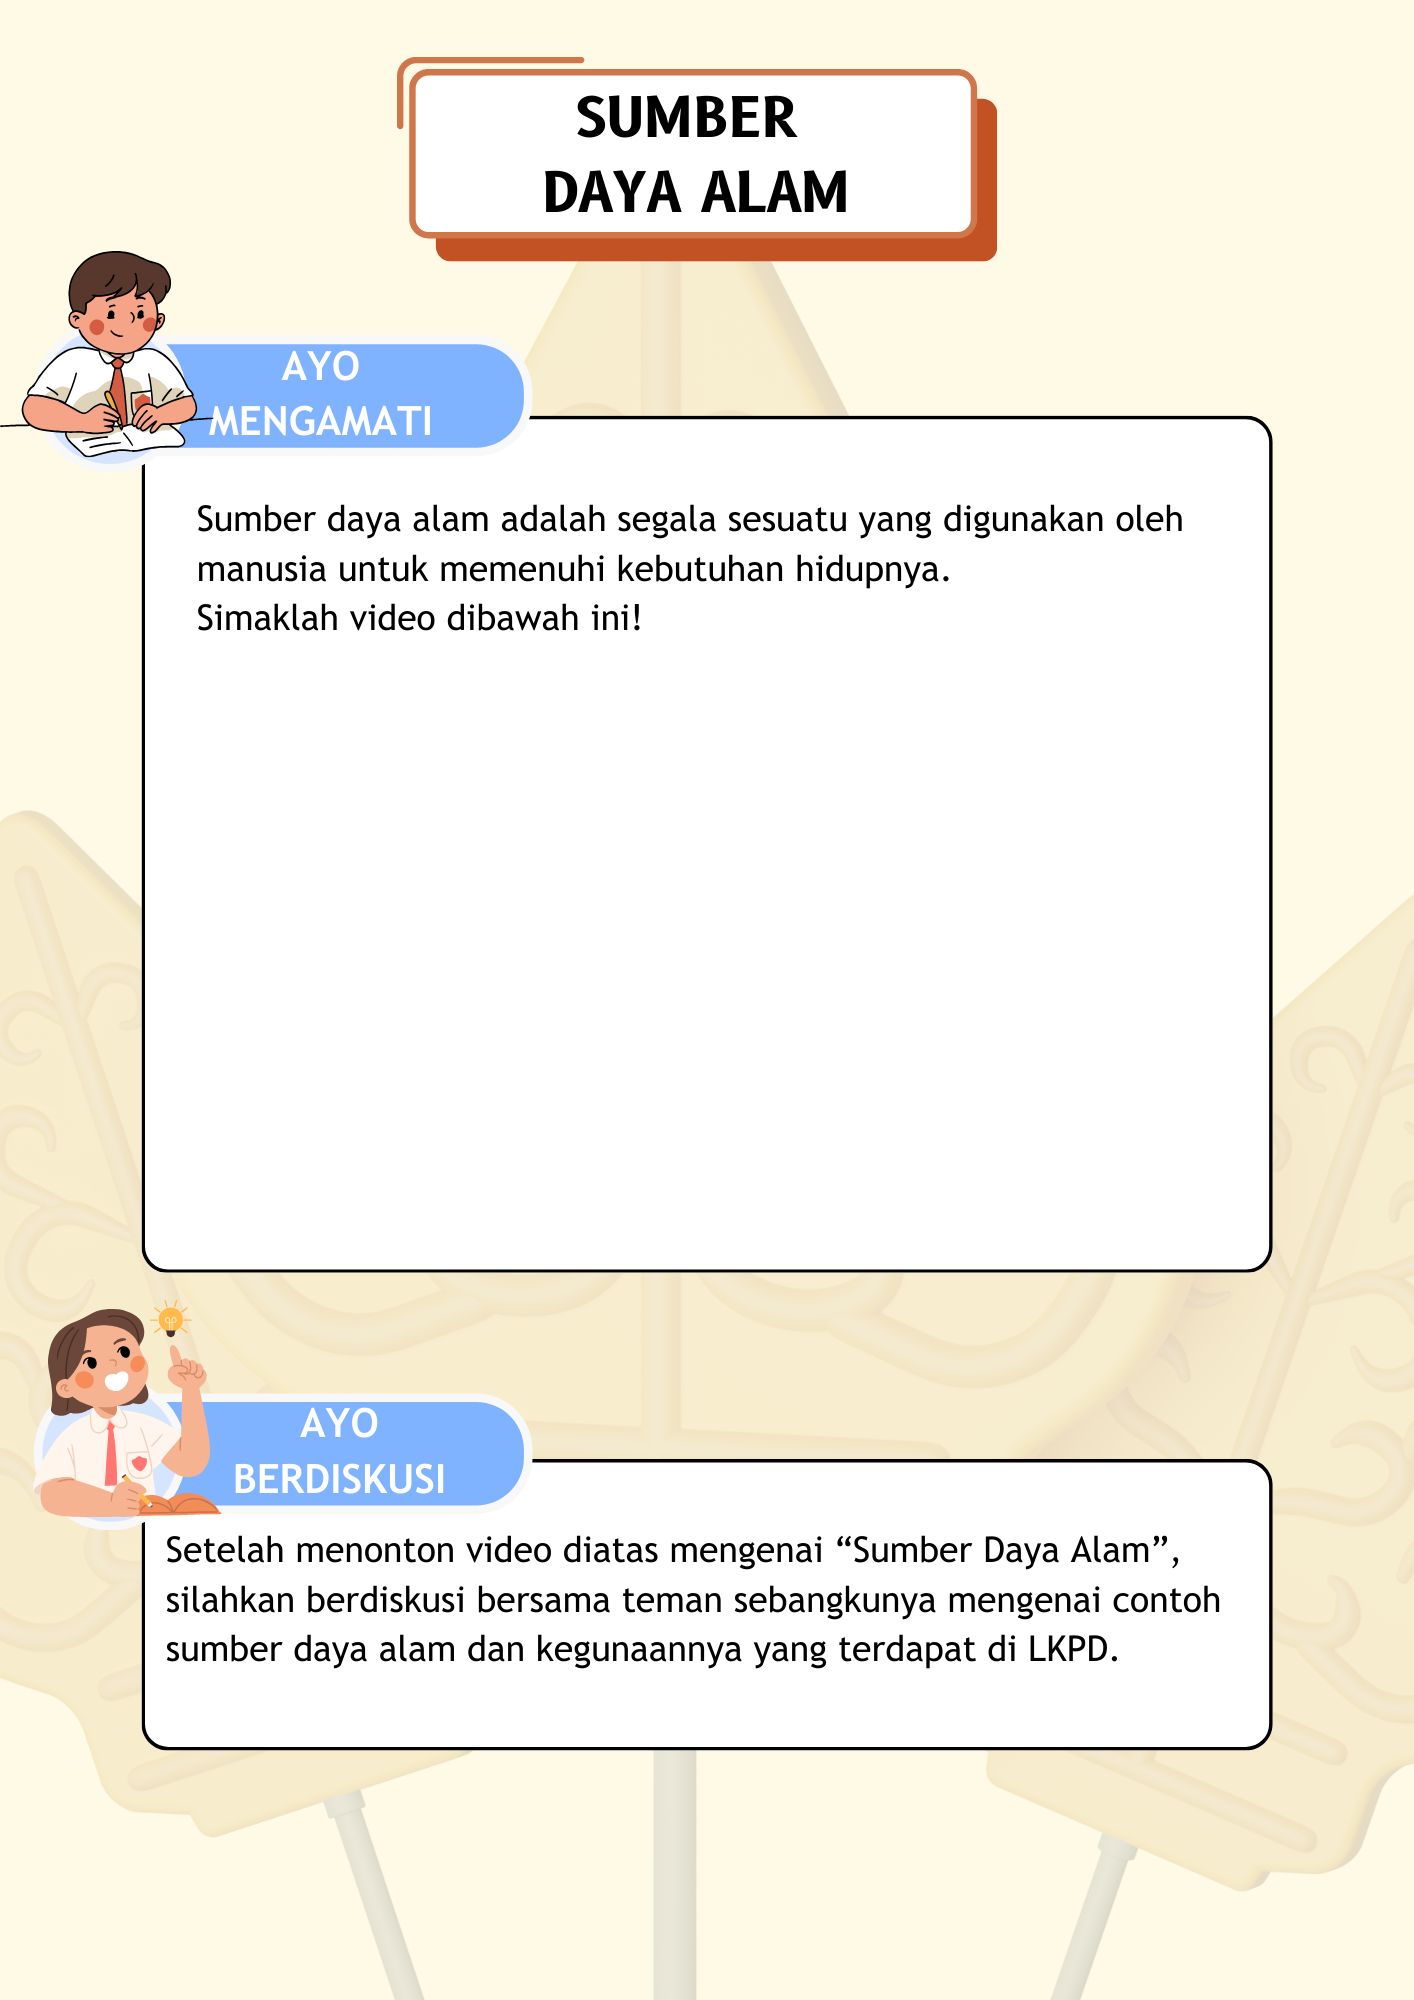 SUMBER
DAYA ALAM
AYO
MENGAMATI
Sumber daya alam adalah segala sesuatu yang digunakan oleh
manusia untuk memenuhi kebutuhan hidupnya.
Simaklah video dibawah ini!
AYO
BERDISKUSI
Setelah menonton video diatas mengenai “Sumber Daya Alam”,
silahkan berdiskusi bersama teman sebangkunya mengenai contoh
sumber daya alam dan kegunaannya yang terdapat di LKPD.